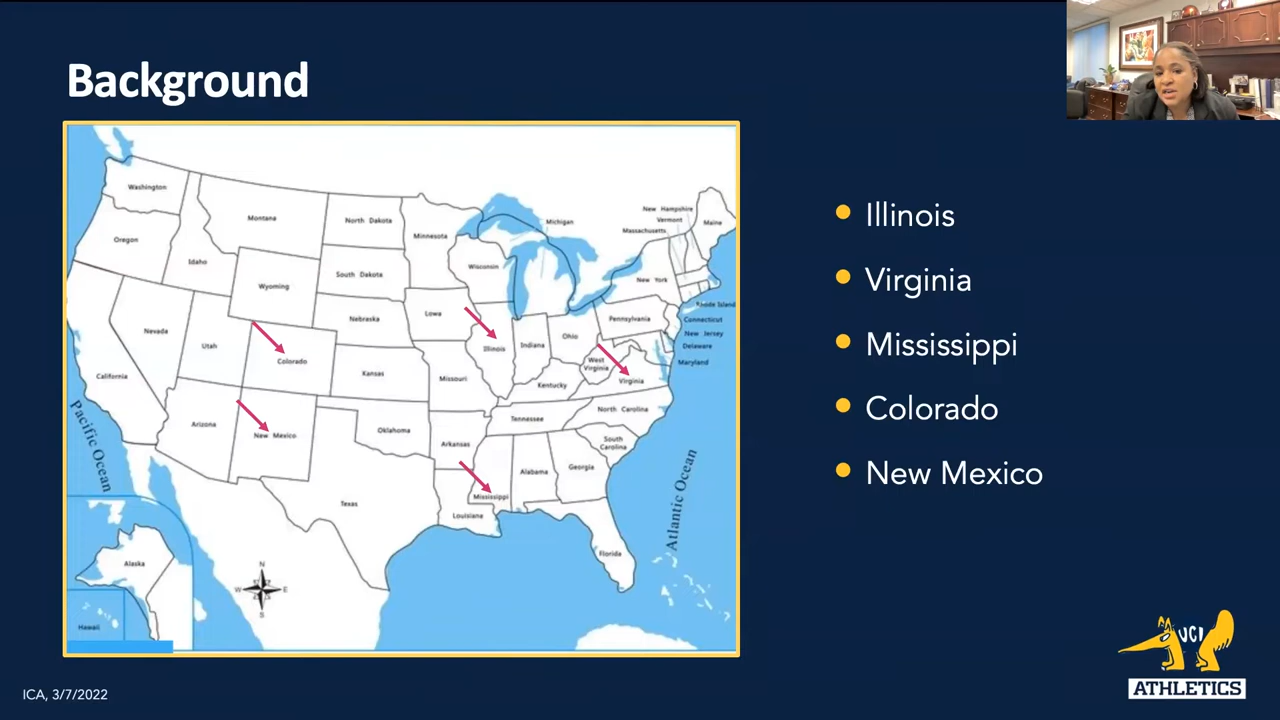 Background
Washington
Montana
North Dakota
Minnesota
Michigan
New Hampshire
Vermont
Massachusetts
Maine
Oregon
Idaho
Wyoming
South Dakota
Wisconsin
New York
Rhode Island
Connecticut
New Jersey
Delaware
Maryland
Nevada
Utah
Colorado
Nebraska
Iowa
Illinois
Indiana
Ohio
Pennsylvania
West
Virginia
Virginia
California
Kansas
Missouri
Kentucky
Arizona
New Mexico
Oklahoma
Arkansas
Tennessee
North Carolina
South
Carolina
Texas
Louisiana
Mississippi
Alabama
Georgia
Florida
Alaska
Hawaii
Pacific Ocean
Atlantic Ocean
N
W
E
S
Illinois
Virginia
Mississippi
Colorado
New Mexico
ICA, 3/7/2022
UCI
ATHLETICS